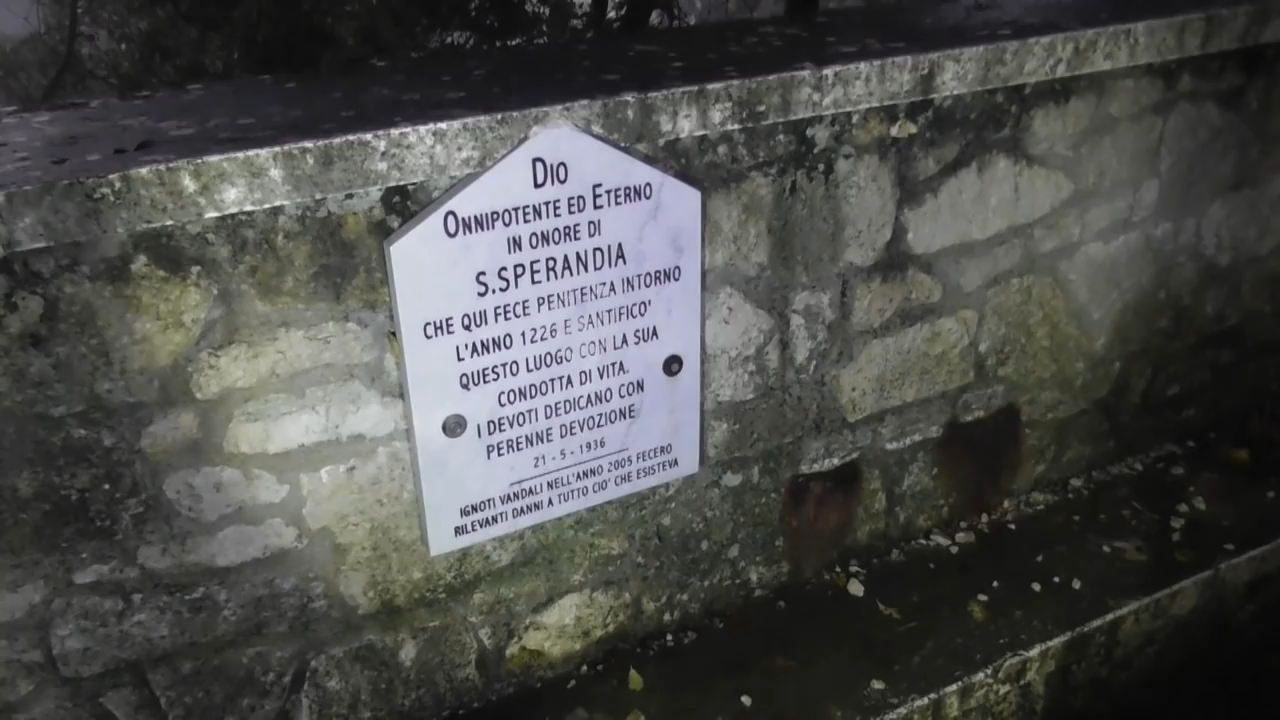 DIO
ONNIPOTENTE ED ETERNO
IN ONORE DI
S.SPERANDIA
CHE QUI FECE PENITENZA INTORNO
L'ANNO 1226 E SANTIFICO'
QUESTO LUOGO CON LA SUA
CONDOTTA DI VITA.
I DEVOTI DEDICANO CON
PERENNE DEVOZIONE
21-5-1936
IGNOTI VANDALI NELL'ANNO 2005 FECERO
RILEVANTI DANNI A TUTTO CIO' CHE ESISTEVA